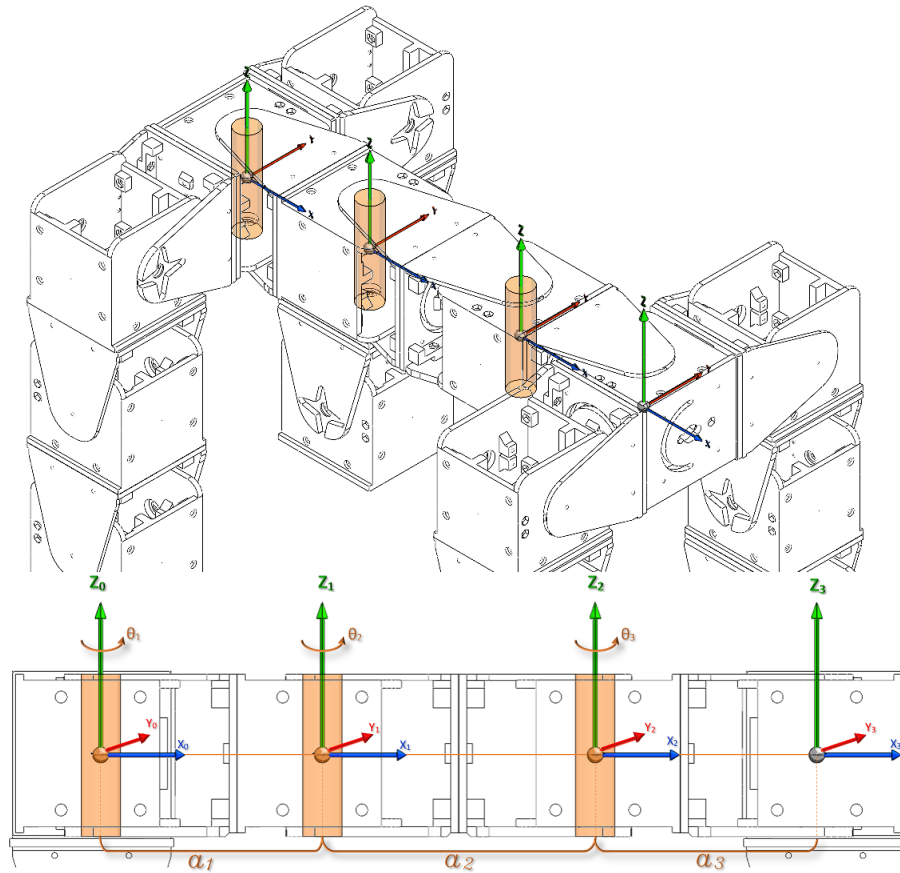 Z
Y
X
Z
Y
X
Z
Y
X
Z
Y
X
Z₀ Z₁ Z₂ Z₃
θ₁ θ₂ θ₃
Y₀ Y₁ Y₂ Y₃
X₀ X₁ X₂ X₃
a₁ a₂ a₃